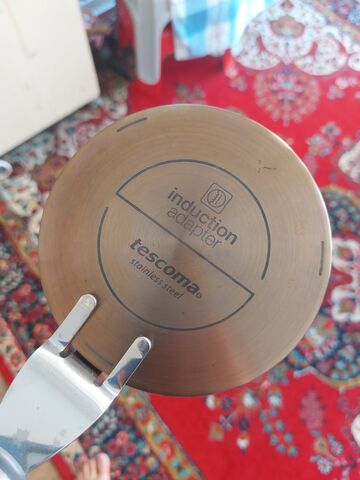 induction
adapter
tescoma®
stainless steel